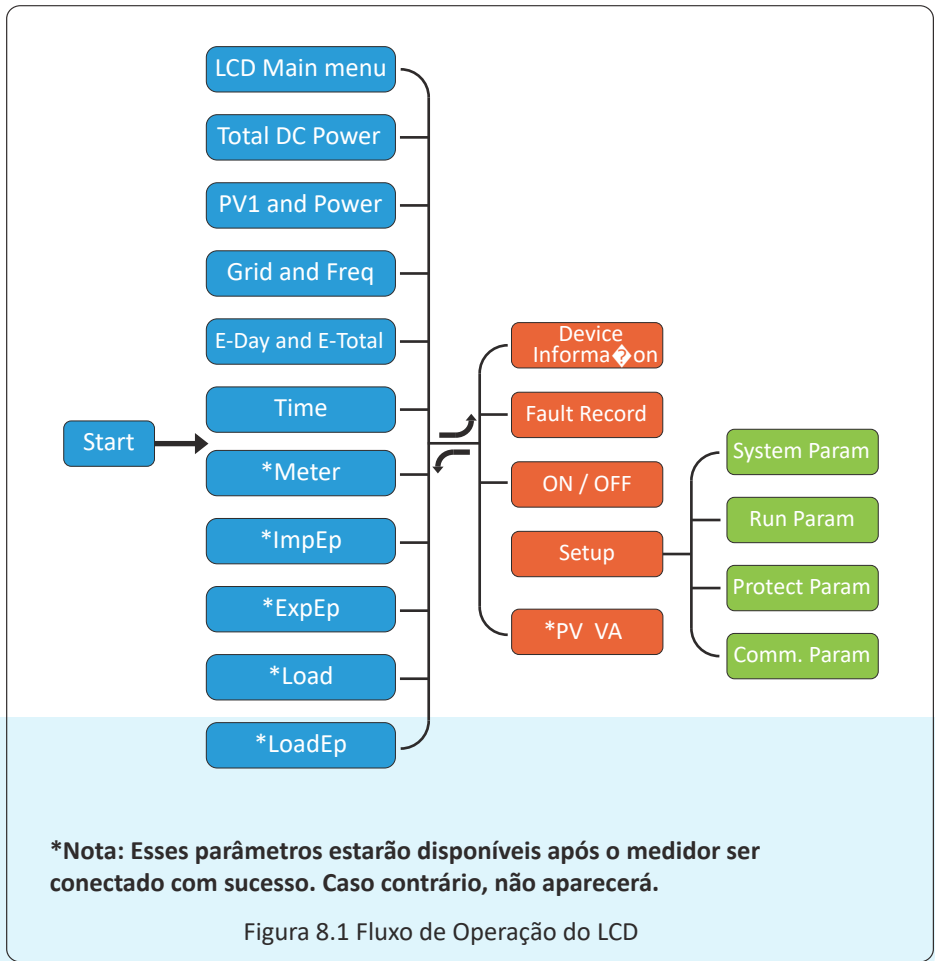 LCD Main menu
Total DC Power
PV1 and Power
Grid and Freq
E-Day and E-Total
Time
Start
*Meter
*ImpEp
*ExpEp
*Load
*LoadEp
Device
Informa�on
Fault Record
ON / OFF
Setup
*PV VA
System Param
Run Param
Protect Param
Comm. Param
*Nota: Esses parâmetros estarão disponíveis após o medidor ser
conectado com sucesso. Caso contrário, não aparecerá.
Figura 8.1 Fluxo de Operação do LCD